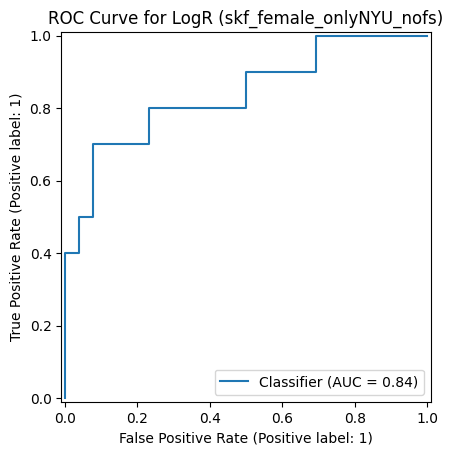 ROC Curve for LogR (skf_female_onlyNYU_nofs)
1.0
0.8
0.6
0.4
0.2
0.0
True Positive Rate (Positive label: 1)
Classifier (AUC = 0.84)
0.0 0.2 0.4 0.6 0.8 1.0
False Positive Rate (Positive label: 1)